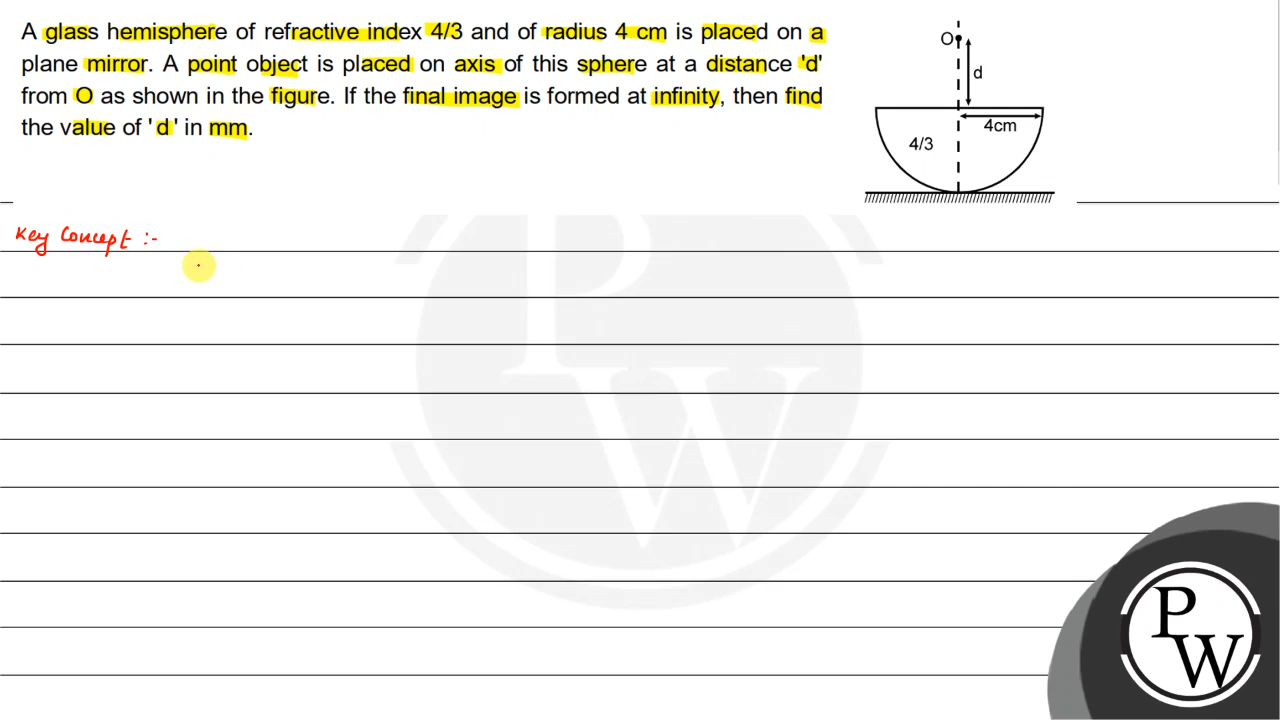 A glass hemisphere of refractive index 4/3 and of radius 4 cm is placed on a
plane mirror. A point object is placed on axis of this sphere at a distance 'd'
from O as shown in the figure. If the final image is formed at infinity, then find
the value of 'd' in mm.
O
d
4cm
4/3
Key Concept :-
P
W
P
W